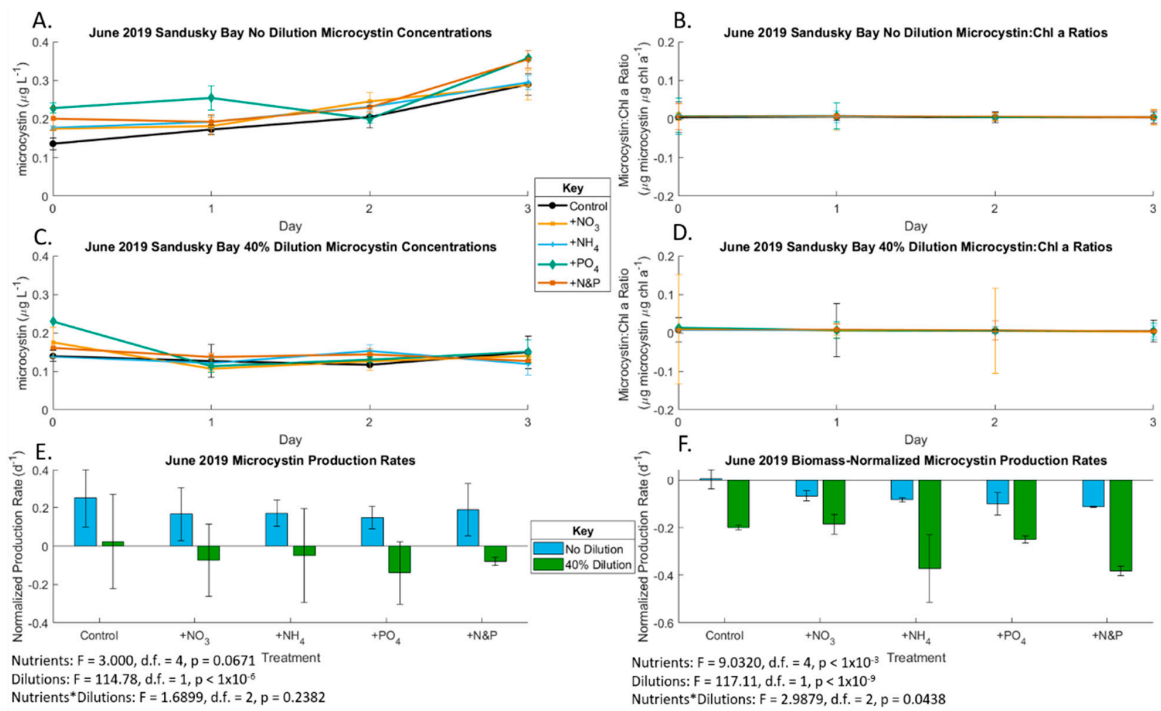 A.
June 2019 Sandusky Bay No Dilution Microcystin Concentrations
microcystin (μg L⁻¹)
0.4
0.3
0.2
0.1
0
0
1
2
3
Day
B.
June 2019 Sandusky Bay No Dilution Microcystin:Chl a Ratios
Microcystin:Chl a Ratio
(μg microcystin μg chl a⁻¹)
0.2
0.1
0
-0.1
-0.2
0
1
2
3
Day
Key
Control
+NO₃
+NH₄
+PO₄
+N&P
C.
June 2019 Sandusky Bay 40% Dilution Microcystin Concentrations
microcystin (μg L⁻¹)
0.4
0.3
0.2
0.1
0
0
1
2
3
Day
D.
June 2019 Sandusky Bay 40% Dilution Microcystin:Chl a Ratios
Microcystin:Chl a Ratio
(μg microcystin μg chl a⁻¹)
0.2
0.1
0
-0.1
-0.2
0
1
2
3
Day
E.
June 2019 Microcystin Production Rates
Normalized Production Rate (d⁻¹)
0.4
0.2
0
-0.2
-0.4
Control
+NO₃
+NH₄
+PO₄
+N&P
Treatment
Key
No Dilution
40% Dilution
F.
June 2019 Biomass-Normalized Microcystin Production Rates
Normalized Production Rate (d⁻¹)
0
-0.2
-0.4
-0.6
Control
+NO₃
+NH₄
+PO₄
+N&P
Treatment
Nutrients: F = 3.000, d.f. = 4, p = 0.0671
Dilutions: F = 114.78, d.f. = 1, p < 1x10⁻⁶
Nutrients*Dilutions: F = 1.6899, d.f. = 2, p = 0.2382
Nutrients: F = 9.0320, d.f. = 4, p < 1x10⁻³
Dilutions: F = 117.11, d.f. = 1, p < 1x10⁻⁹
Nutrients*Dilutions: F = 2.9879, d.f. = 2, p = 0.0438